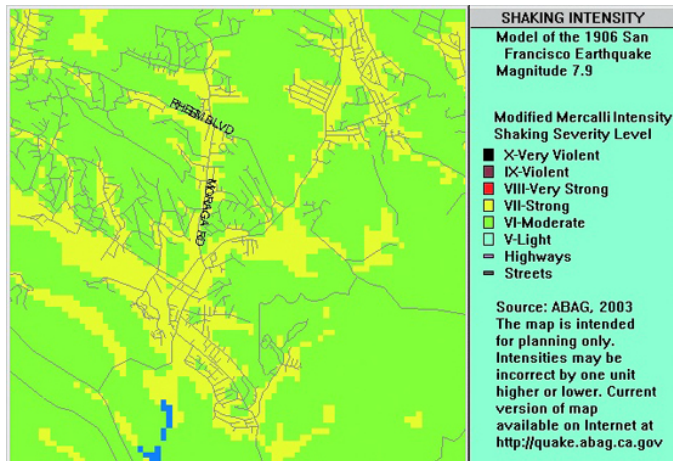 SHAKING INTENSITY
Model of the 1906 San
Francisco Earthquake
Magnitude 7.9
Modified Mercalli Intensity
Shaking Severity Level
X-Very Violent
IX-Violent
VIII-Very Strong
VII-Strong
VI-Moderate
V-Light
Highways
Streets
Source: ABAG, 2003
The map is intended
for planning only.
Intensities may be
incorrect by one unit
higher or lower. Current
version of map
available on Internet at
http://quake.abag.ca.gov
RHEEM BLVD
MORAGA RD